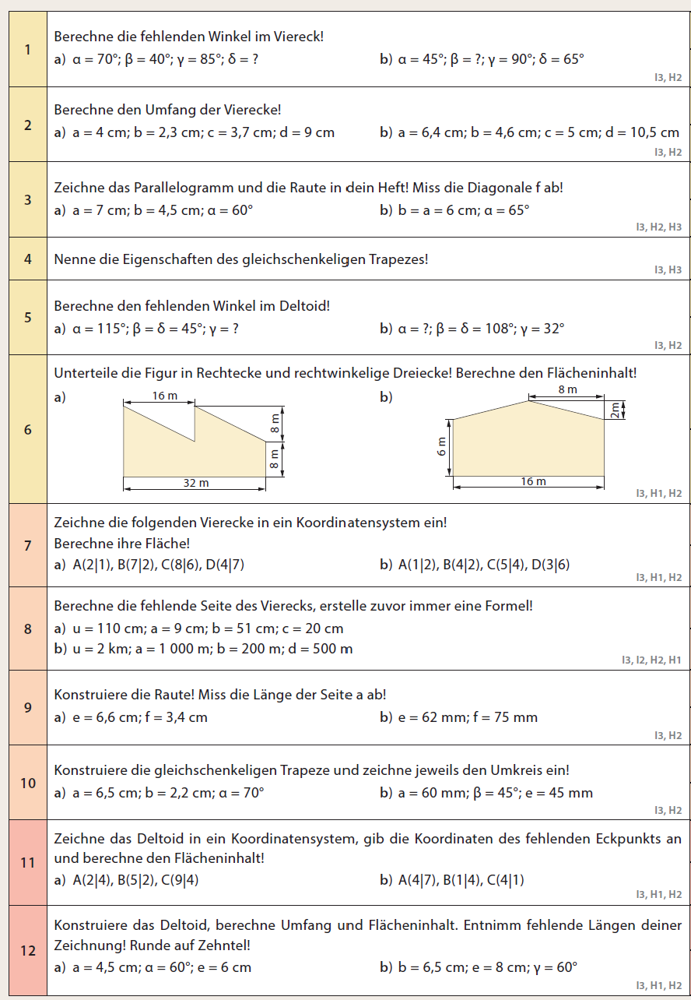 1
Berechne die fehlenden Winkel im Viereck!
a) α = 70°; β = 40°; γ = 85°; δ = ?
b) α = 45°; β = ?; γ = 90°; δ = 65°
I3, H2
2
Berechne den Umfang der Vierecke!
a) a = 4 cm; b = 2,3 cm; c = 3,7 cm; d = 9 cm
b) a = 6,4 cm; b = 4,6 cm; c = 5 cm; d = 10,5 cm
I3, H2
3
Zeichne das Parallelogramm und die Raute in dein Heft! Miss die Diagonale f ab!
a) a = 7 cm; b = 4,5 cm; α = 60°
b) b = a = 6 cm; α = 65°
I3, H2, H3
4
Nenne die Eigenschaften des gleichschenkeligen Trapezes!
I3, H3
5
Berechne den fehlenden Winkel im Deltoid!
a) α = 115°; β = δ = 45°; γ = ?
b) α = ?; β = δ = 108°; γ = 32°
I3, H2
6
Unterteile die Figur in Rechtecke und rechtwinkelige Dreiecke! Berechne den Flächeninhalt!
a)
16 m
8 m
8 m
32 m
b)
8 m
2m
6 m
16 m
I3, H1, H2
7
Zeichne die folgenden Vierecke in ein Koordinatensystem ein!
Berechne ihre Fläche!
a) A(2|1), B(7|2), C(8|6), D(4|7)
b) A(1|2), B(4|2), C(5|4), D(3|6)
I3, H1, H2
8
Berechne die fehlende Seite des Vierecks, erstelle zuvor immer eine Formel!
a) u = 110 cm; a = 9 cm; b = 51 cm; c = 20 cm
b) u = 2 km; a = 1 000 m; b = 200 m; d = 500 m
I3, I2, H2, H1
9
Konstruiere die Raute! Miss die Länge der Seite a ab!
a) e = 6,6 cm; f = 3,4 cm
b) e = 62 mm; f = 75 mm
I3, H2
10
Konstruiere die gleichschenkeligen Trapeze und zeichne jeweils den Umkreis ein!
a) a = 6,5 cm; b = 2,2 cm; α = 70°
b) a = 60 mm; β = 45°; e = 45 mm
I3, H2
11
Zeichne das Deltoid in ein Koordinatensystem, gib die Koordinaten des fehlenden Eckpunkts an
und berechne den Flächeninhalt!
a) A(2|4), B(5|2), C(9|4)
b) A(4|7), B(1|4), C(4|1)
I3, H1, H2
12
Konstruiere das Deltoid, berechne Umfang und Flächeninhalt. Entnimm fehlende Längen deiner
Zeichnung! Runde auf Zehntel!
a) a = 4,5 cm; α = 60°; e = 6 cm
b) b = 6,5 cm; e = 8 cm; γ = 60°
I3, H1, H2